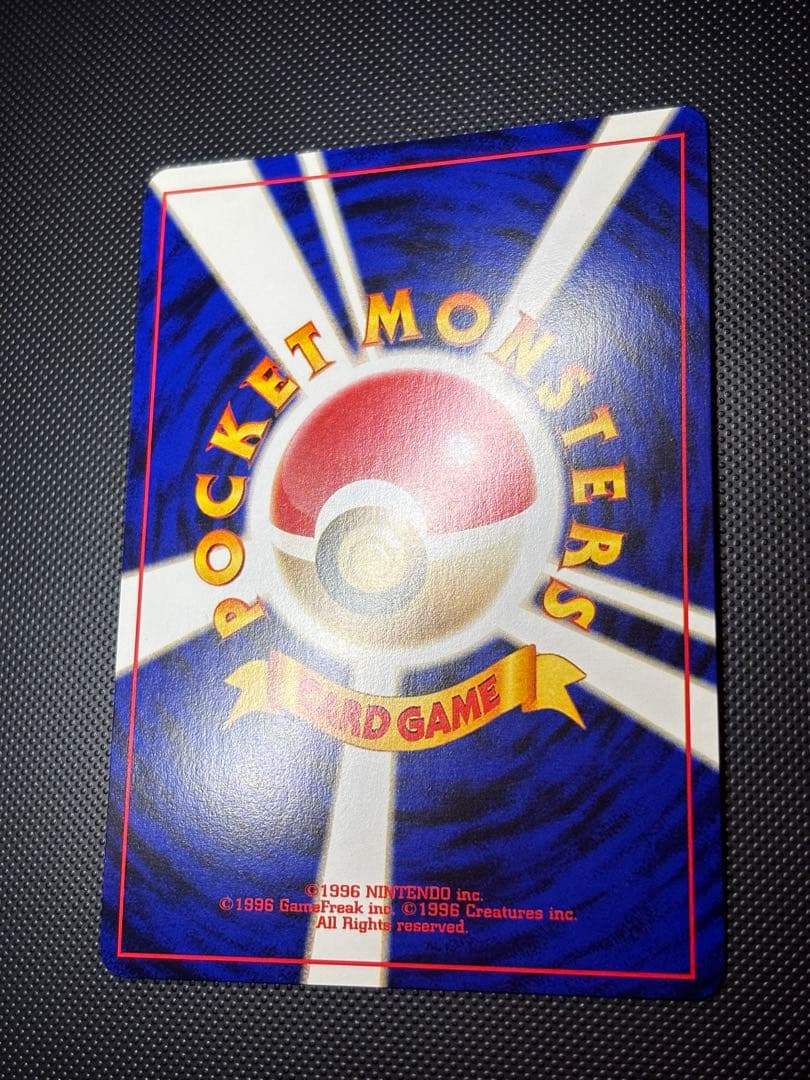 POCKET MONSTERS
CARD GAME
©1996 NINTENDO inc.
©1996 GameFreak inc. ©1996 Creatures inc.
All Rights reserved.